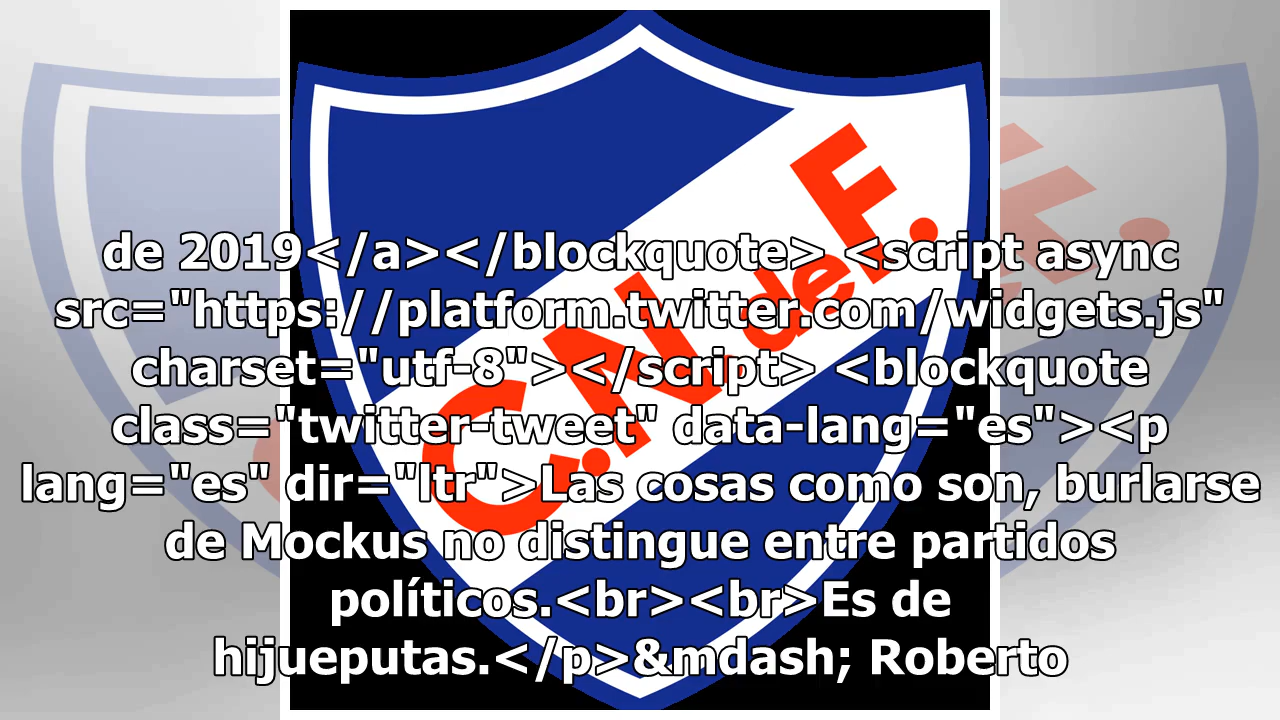 de 2019</a></blockquote> <script async
src="https://platform.twitter.com/widgets.js"
charset="utf-8"></script> <blockquote
class="twitter-tweet" data-lang="es"><p
lang="es" dir="ltr">Las cosas como son, burlarse
de Mockus no distingue entre partidos
políticos.<br><br>Es de
hijueputas.</p>&mdash; Roberto
C.N. de F.